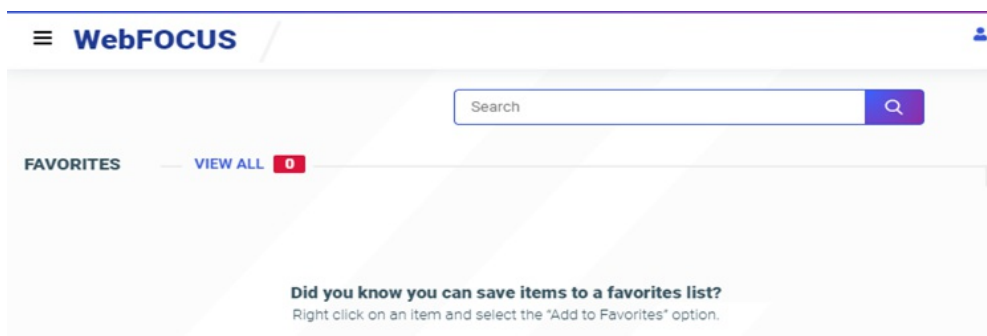 WebFOCUS
Search
FAVORITES VIEW ALL 0
Did you know you can save items to a favorites list?
Right click on an item and select the "Add to Favorites" option.